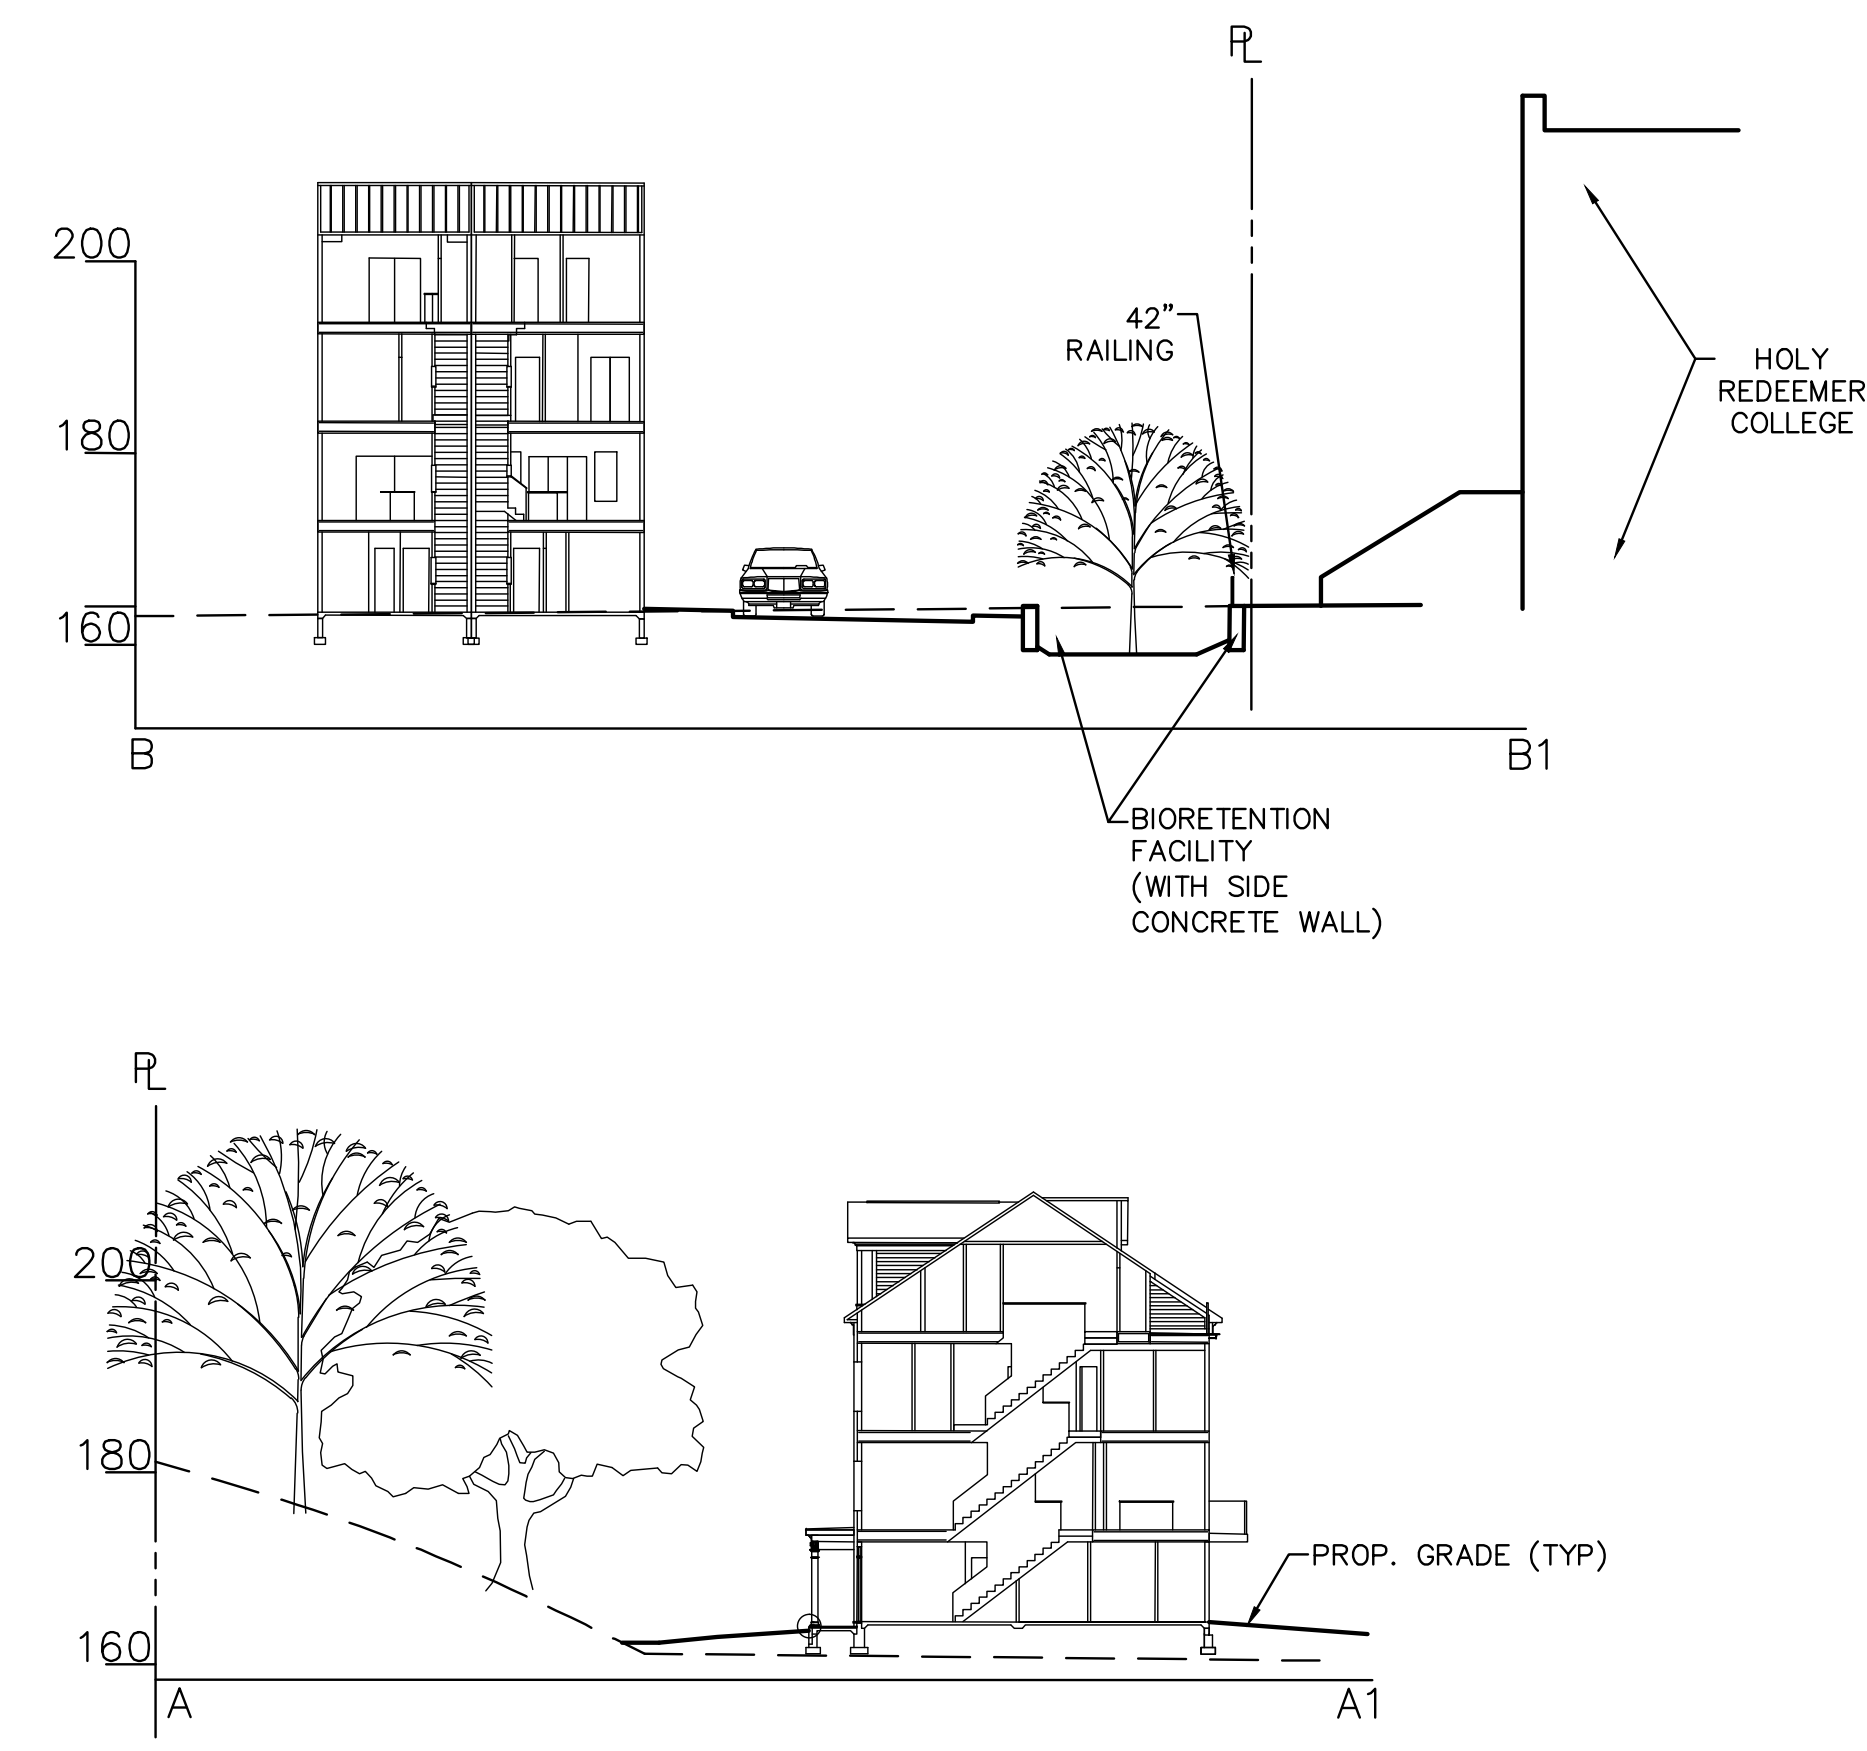 PL
200
180
160
42"
RAILING
HOLY
REDEEMER
COLLEGE
B
B1
BIORETENTION
FACILITY
(WITH SIDE
CONCRETE WALL)
PL
200
180
160
PROP. GRADE (TYP)
A
A1